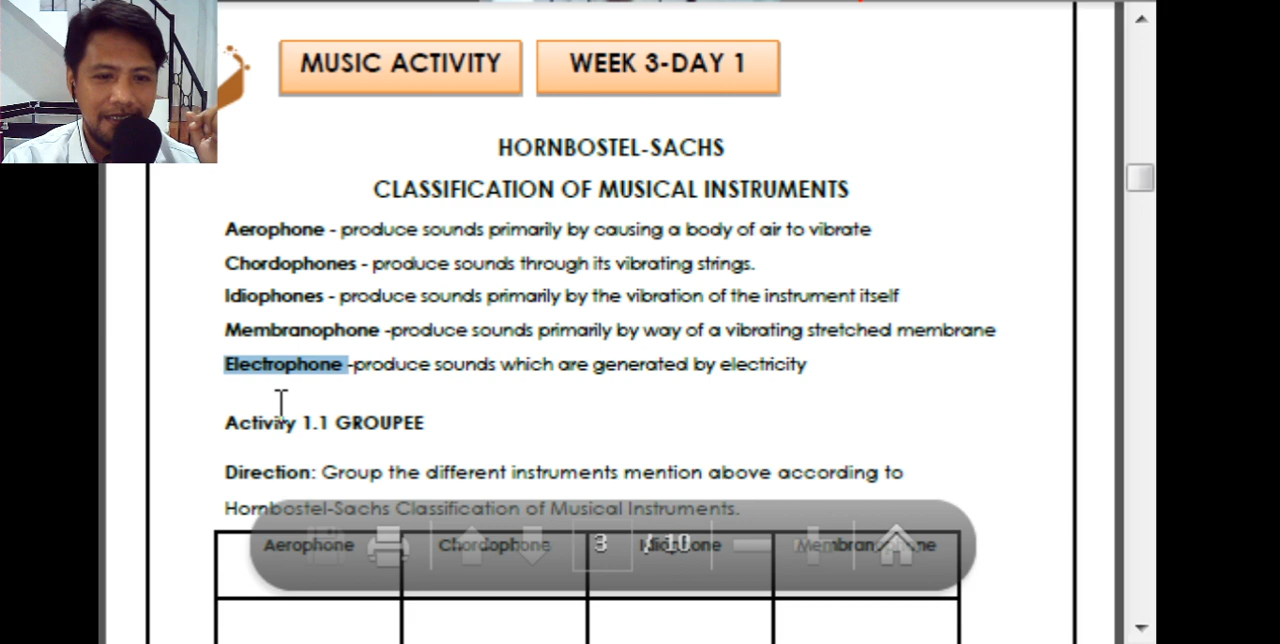 MUSIC ACTIVITY
WEEK 3-DAY 1
HORNBOSTEL-SACHS
CLASSIFICATION OF MUSICAL INSTRUMENTS
Aerophone - produce sounds primarily by causing a body of air to vibrate
Chordophones - produce sounds through its vibrating strings.
Idiophones - produce sounds primarily by the vibration of the instrument itself
Membranophone -produce sounds primarily by way of a vibrating stretched membrane
Electrophone -produce sounds which are generated by electricity
Activity 1.1 GROUPEE
Direction: Group the different instruments mention above according to
Hornbostel-Sachs Classification of Musical Instruments.
Aerophone Chordophone Idiophone Membranophone
3 / 10